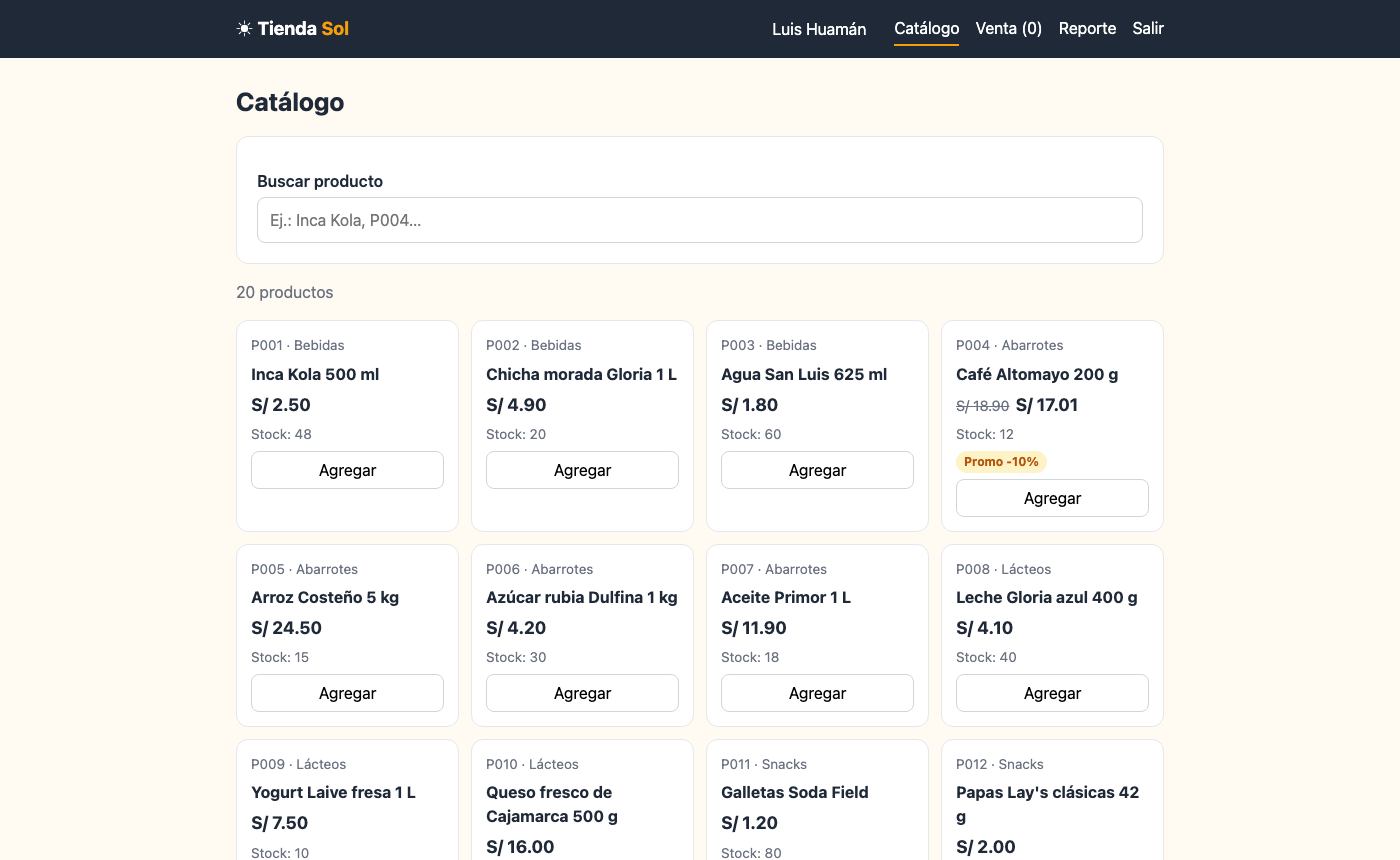 Tienda Sol
Luis Huamán Catálogo Venta (0) Reporte Salir
Catálogo
Buscar producto
Ej.: Inca Kola, P004...
20 productos
P001 · Bebidas
Inca Kola 500 ml
S/ 2.50
Stock: 48
Agregar
P002 · Bebidas
Chicha morada Gloria 1 L
S/ 4.90
Stock: 20
Agregar
P003 · Bebidas
Agua San Luis 625 ml
S/ 1.80
Stock: 60
Agregar
P004 · Abarrotes
Café Altomayo 200 g
S/ 18.90 S/ 17.01
Stock: 12
Promo -10%
Agregar
P005 · Abarrotes
Arroz Costeño 5 kg
S/ 24.50
Stock: 15
Agregar
P006 · Abarrotes
Azúcar rubia Dulfina 1 kg
S/ 4.20
Stock: 30
Agregar
P007 · Abarrotes
Aceite Primor 1 L
S/ 11.90
Stock: 18
Agregar
P008 · Lácteos
Leche Gloria azul 400 g
S/ 4.10
Stock: 40
Agregar
P009 · Lácteos
Yogurt Laive fresa 1 L
S/ 7.50
Stock: 10
P010 · Lácteos
Queso fresco de
Cajamarca 500 g
S/ 16.00
P011 · Snacks
Galletas Soda Field
S/ 1.20
Stock: 80
P012 · Snacks
Papas Lay's clásicas 42
g
S/ 2.00